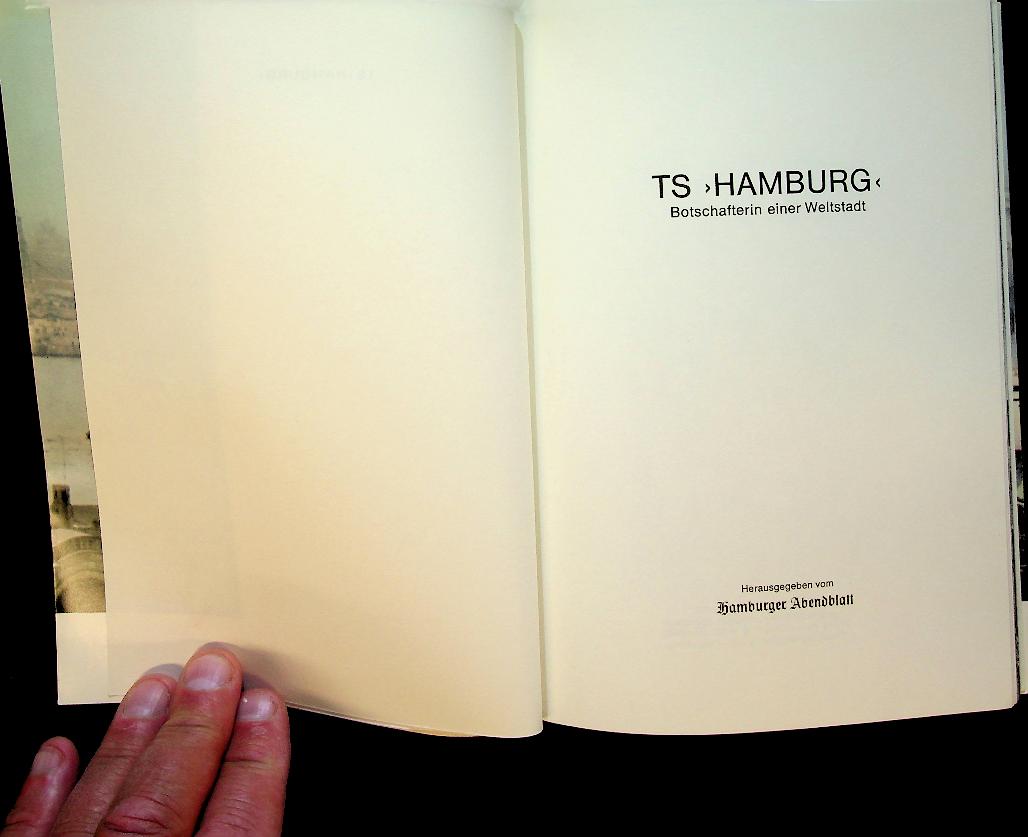 TS ›HAMBURG‹
Botschafterin einer Weltstadt
Herausgegeben vom
Hamburger Abendblatt